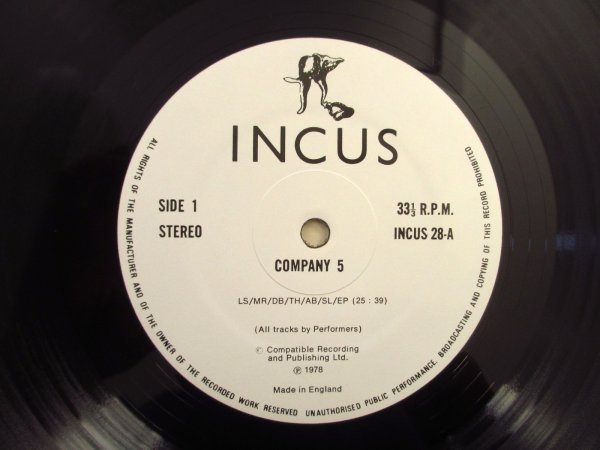 INCUS
SIDE 1
STEREO
33⅓ R.P.M.
INCUS 28-A
COMPANY 5
LS/MR/DB/TH/AB/SL/EP (25 : 39)
(All tracks by Performers)
© Compatible Recording
and Publishing Ltd.
℗ 1978
Made in England
ALL RIGHTS OF THE MANUFACTURER AND OF THE OWNER OF THE RECORDED WORK RESERVED UNAUTHORISED PUBLIC PERFORMANCE, BROADCASTING AND COPYING OF THIS RECORD PROHIBITED